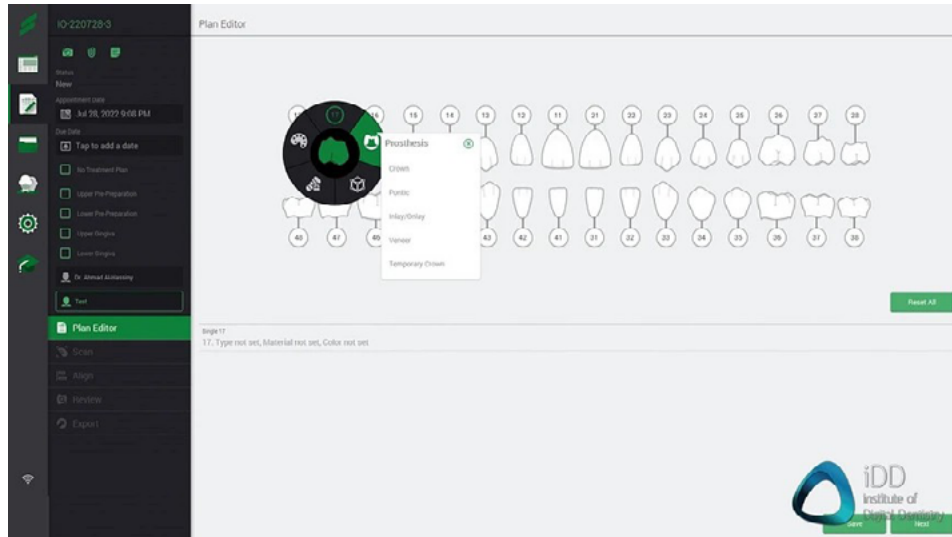 IO-220728-3
Plan Editor
Status
New
Appointment Date
Jul 28, 2022 9:08 PM
Due Date
Tap to add a date
No Treatment Plan
Upper Pre-Preparation
Lower Pre-Preparation
Upper Gingiva
Lower Gingiva
Dr. Ahmad
Test
Plan Editor
Scan
Align
Review
Export
17 16 15 14 13 12 11 21 22 23 24 25 26 27 28
Prosthesis
Crown
Pontic
Inlay/Onlay
Veneer
Temporary Crown
48 47 46 43 42 41 31 32 33 34 35 36 37 38
Reset All
Single 17
17. Type not set, Material not set, Color not set
iDD
Institute of
Digital Dentistry
Save Next